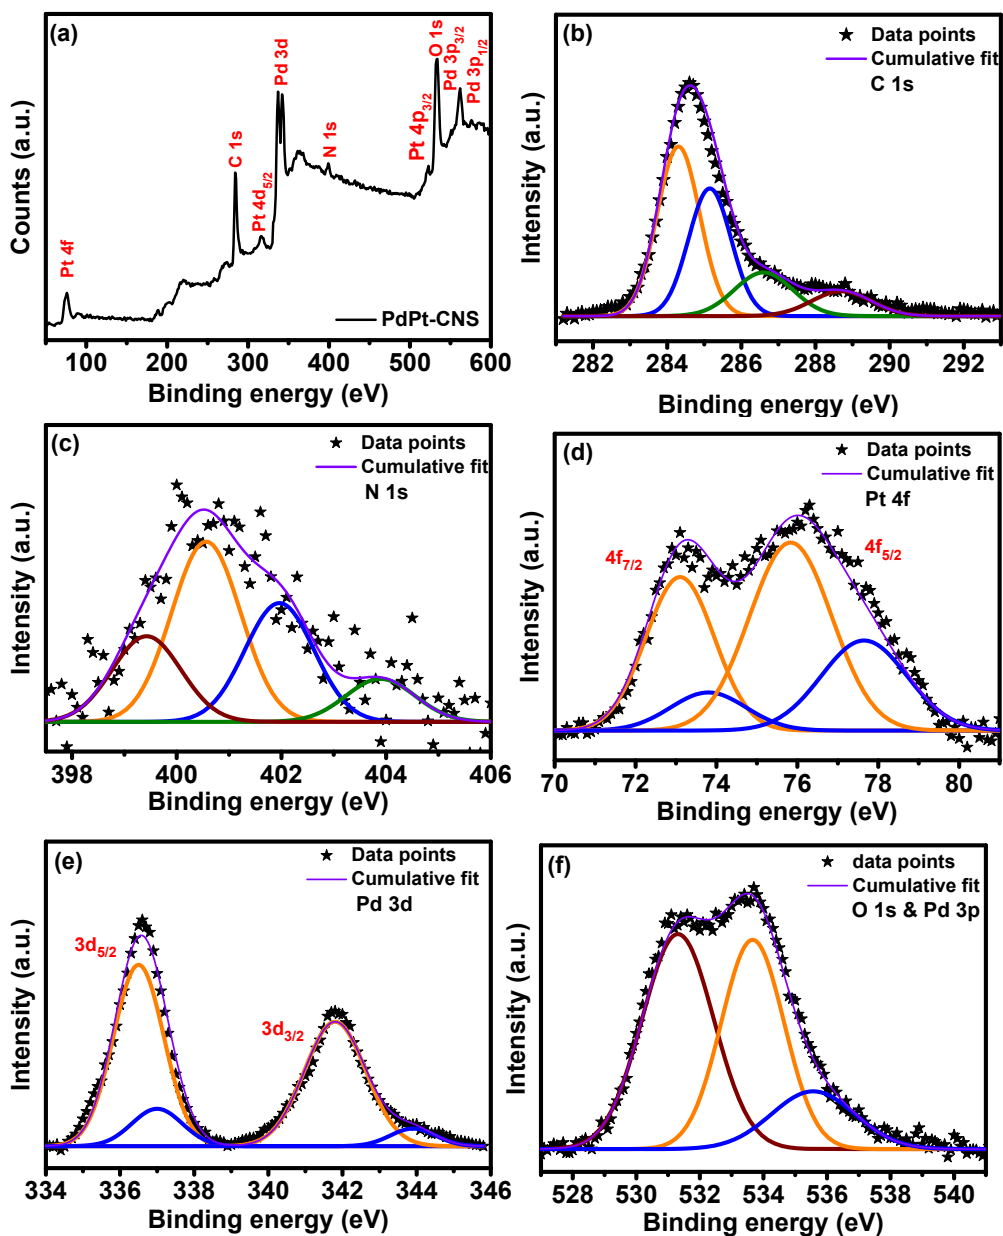 (a)
Counts (a.u.)
Pt 4f
C 1s
Pt 4d5/2
Pd 3d
N 1s
Pt 4p3/2
O 1s
Pd 3p3/2
Pd 3p1/2
PdPt-CNS
100 200 300 400 500 600
Binding energy (eV)
(b)
Data points
Cumulative fit
C 1s
Intensity (a.u.)
282 284 286 288 290 292
Binding energy (eV)
(c)
Data points
Cumulative fit
N 1s
Intensity (a.u.)
398 400 402 404 406
Binding energy (eV)
(d)
Data points
Cumulative fit
Pt 4f
4f7/2
4f5/2
Intensity (a.u.)
70 72 74 76 78 80
Binding energy (eV)
(e)
Data points
Cumulative fit
Pd 3d
3d5/2
3d3/2
Intensity (a.u.)
334 336 338 340 342 344 346
Binding energy (eV)
(f)
data points
Cumulative fit
O 1s & Pd 3p
Intensity (a.u.)
528 530 532 534 536 538 540
Binding energy (eV)